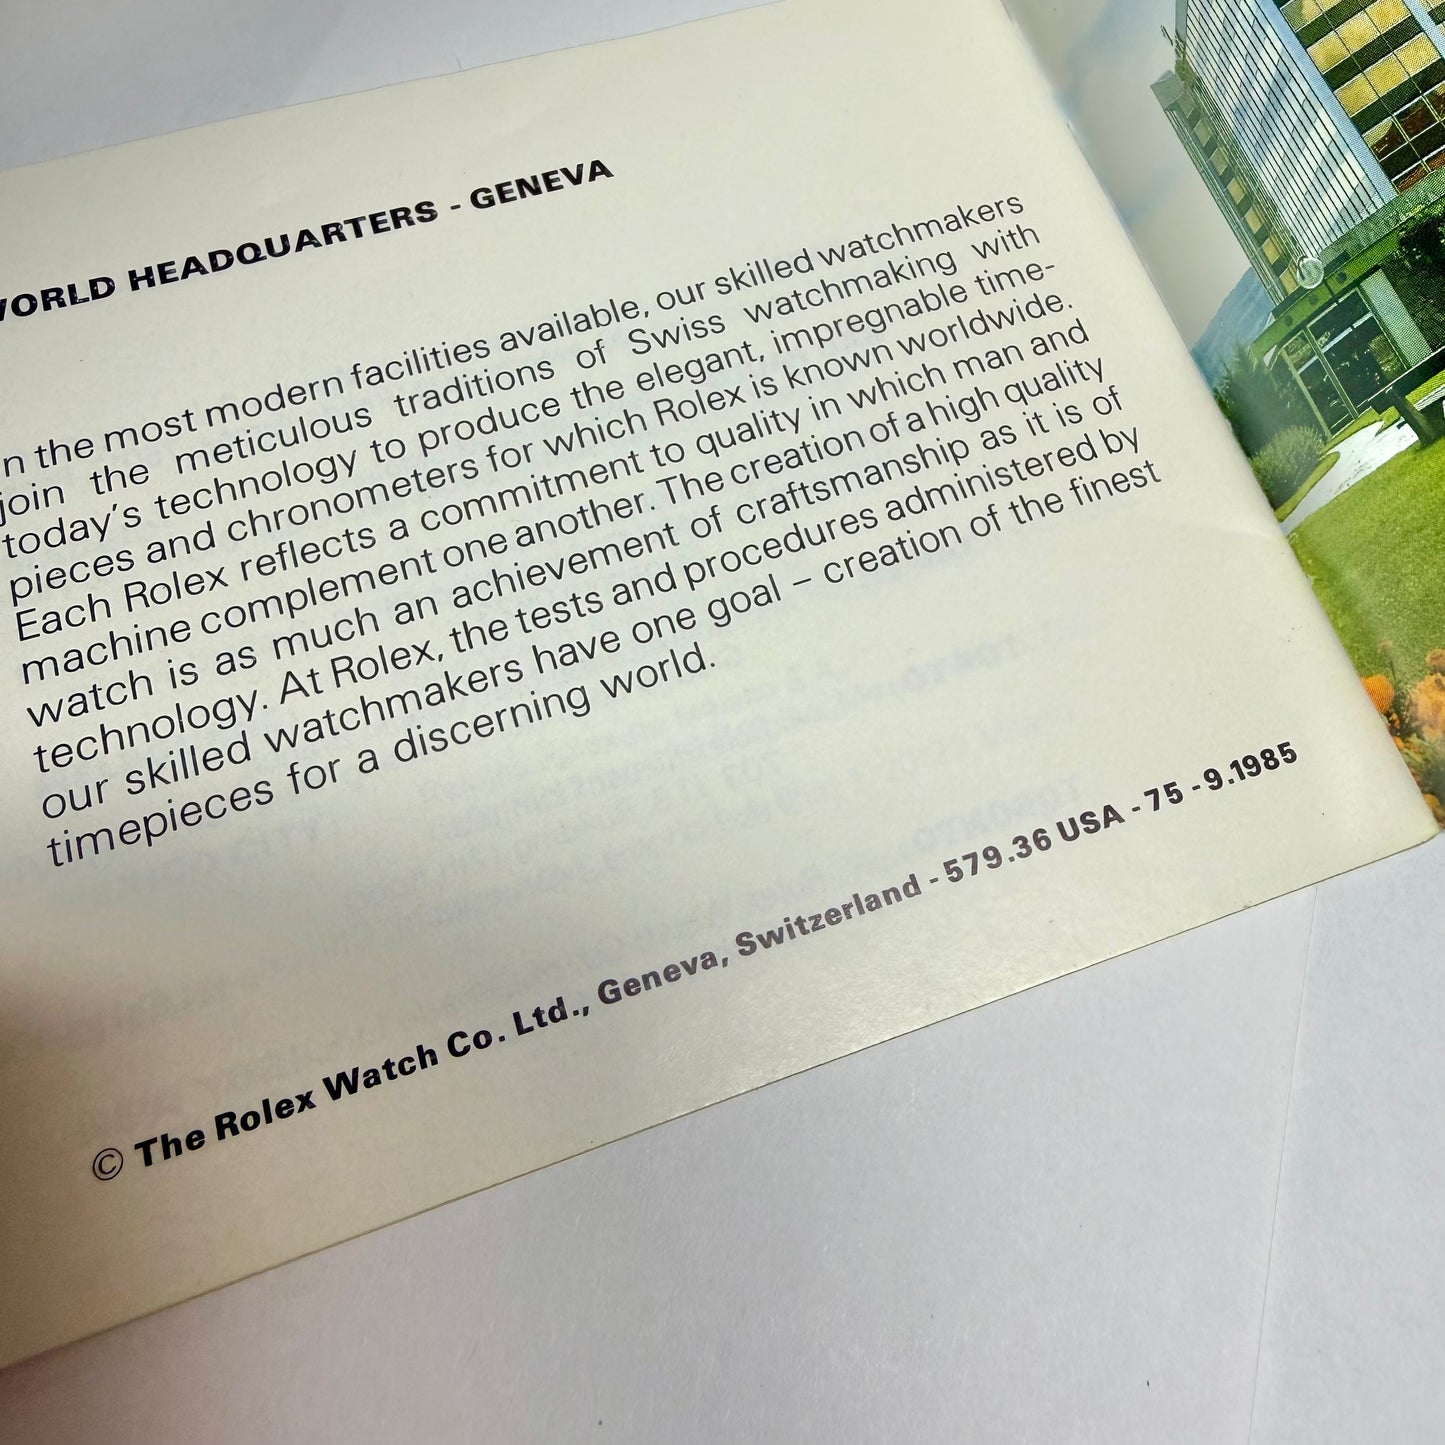 WORLD HEADQUARTERS - GENEVA
In the most modern facilities available, our skilled watchmakers
join the meticulous traditions of Swiss watchmaking with
today's technology to produce the elegant, impregnable time-
pieces and chronometers for which Rolex is known worldwide.
Each Rolex reflects a commitment to quality in which man and
machine complement one another. The creation of a high quality
watch is as much an achievement of craftsmanship as it is of
technology. At Rolex, the tests and procedures administered by
our skilled watchmakers have one goal – creation of the finest
timepieces for a discerning world.
© The Rolex Watch Co. Ltd., Geneva, Switzerland - 579.36 USA - 75 - 9.1985